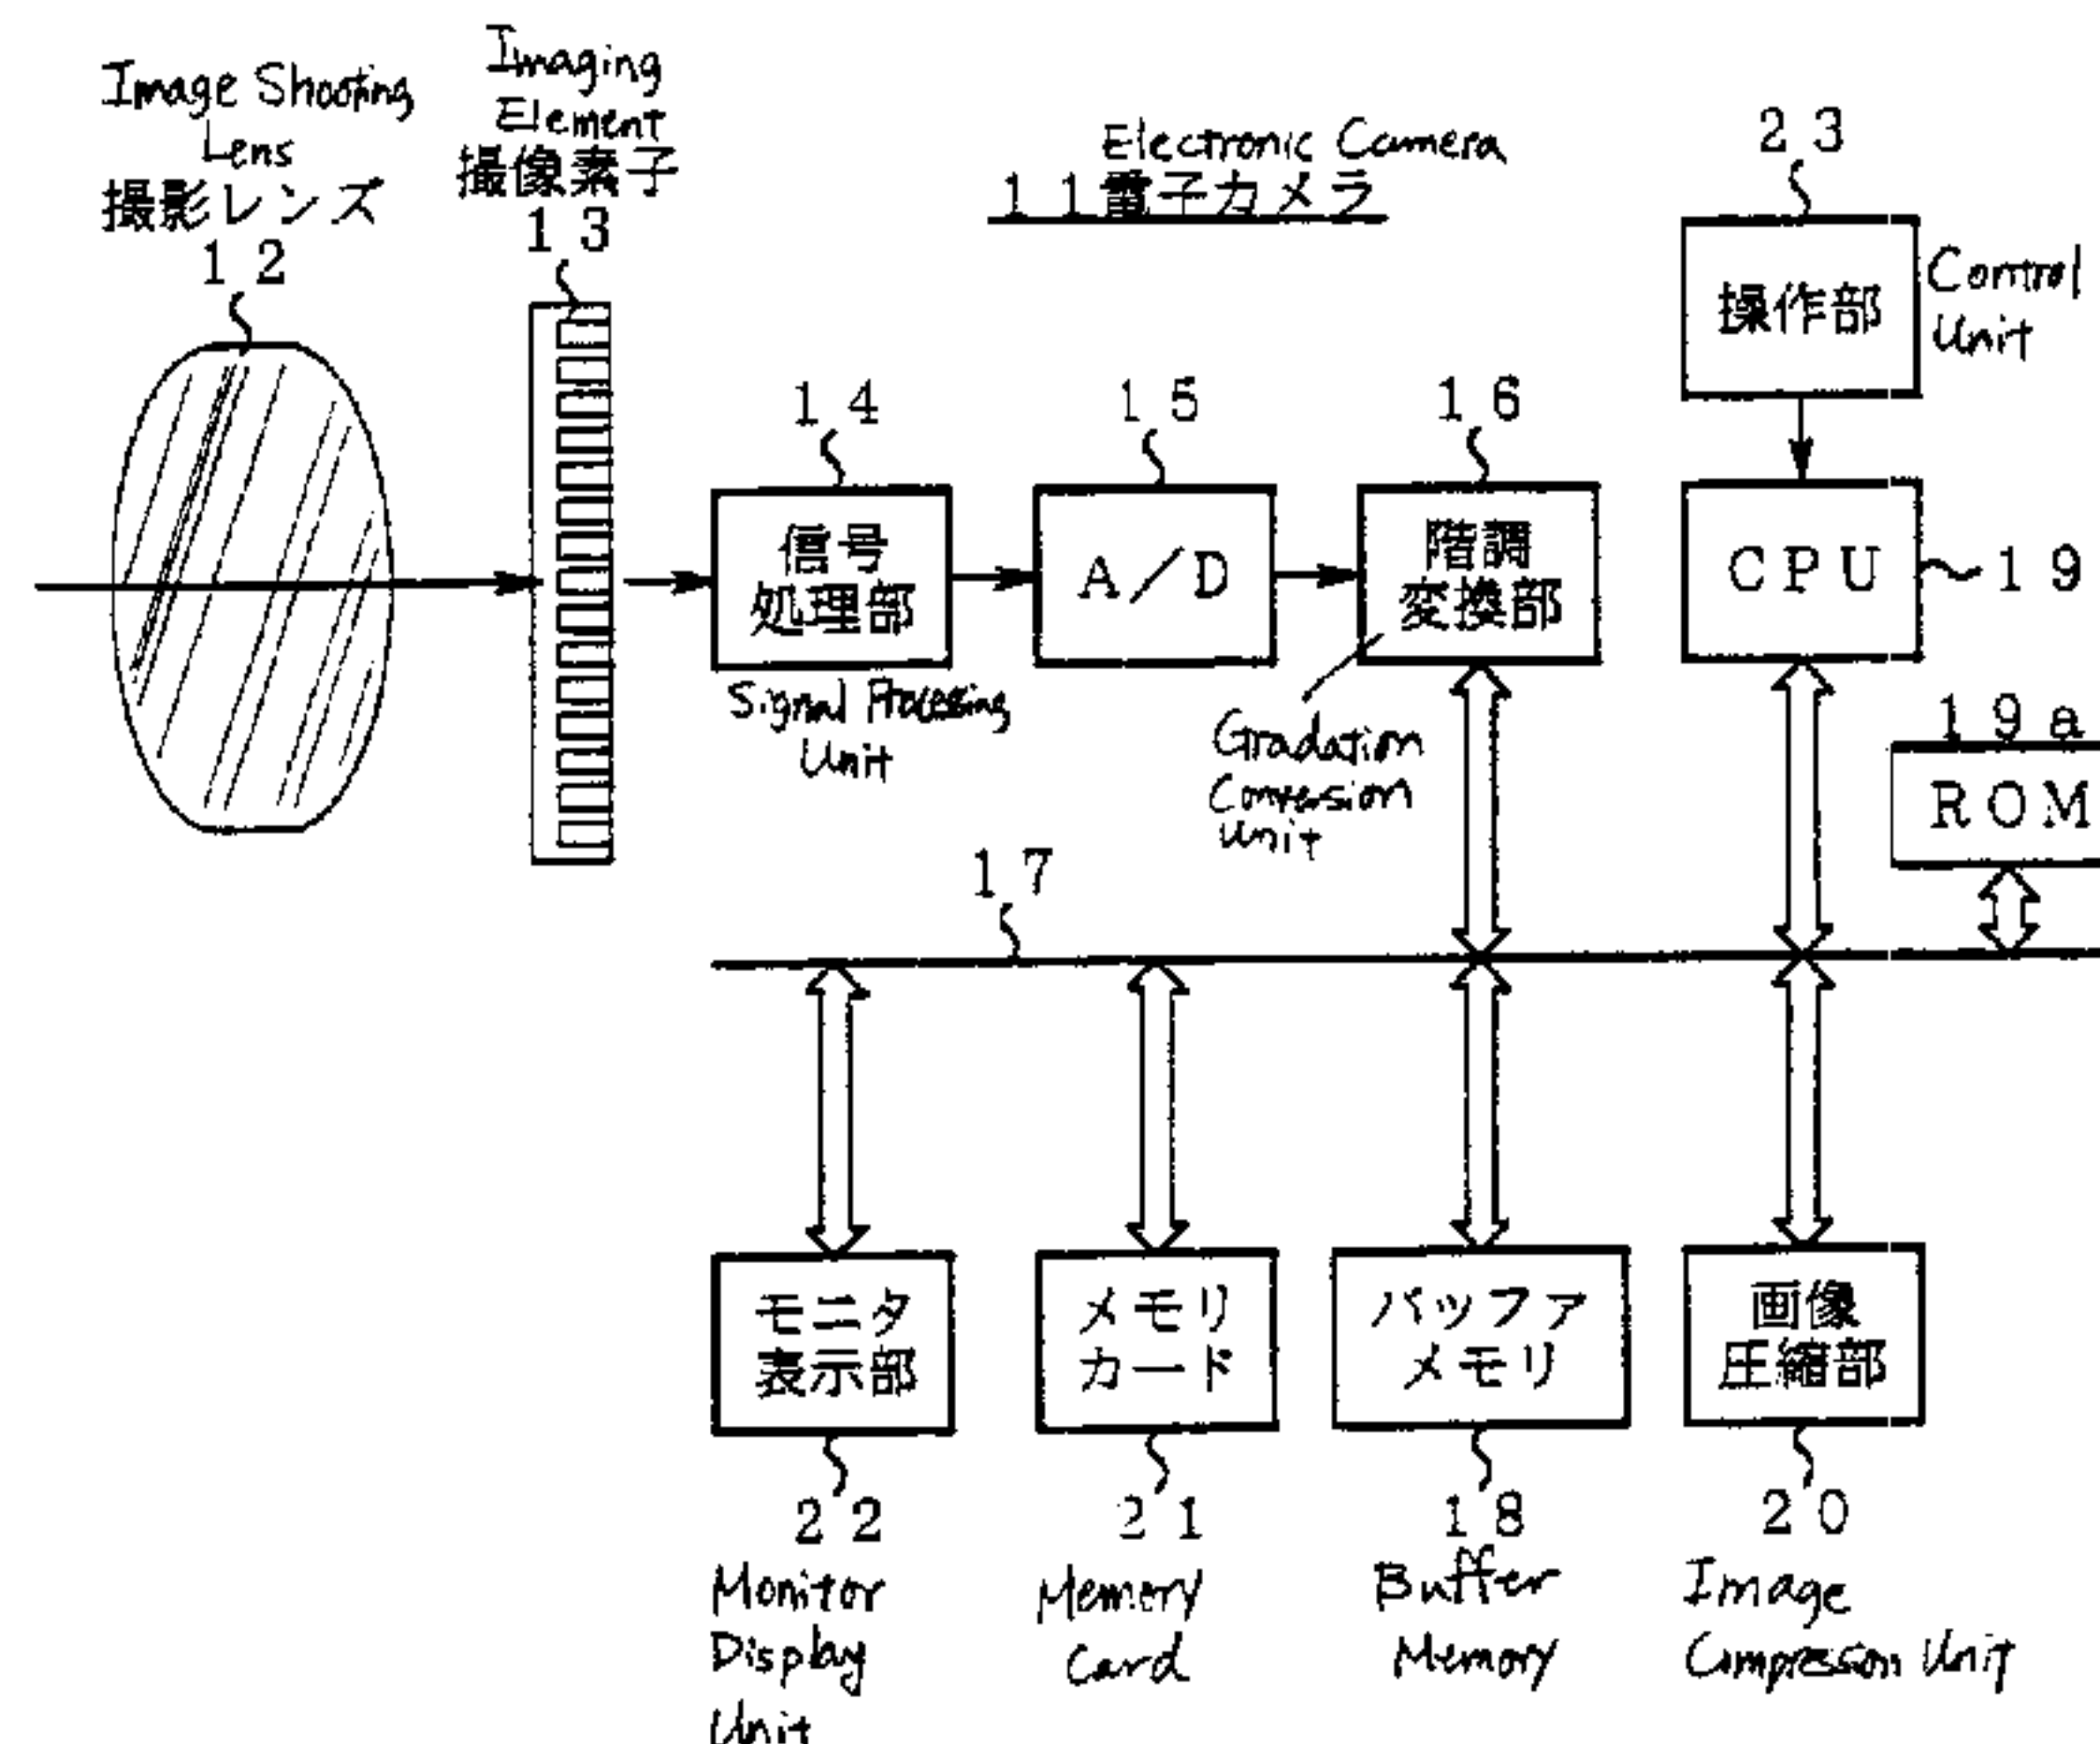 Image Shooting
Lens
撮影レンズ
12
Imaging
Element
撮像素子
13
Electronic Camera
11電子カメラ
23
操作部
Control
Unit
14
信号
処理部
Signal Processing
Unit
15
A/D
16
階調
変換部
Gradation
Conversion
Unit
CPU
19
19a
ROM
17
モニタ
表示部
22
Monitor
Display
Unit
メモリ
カード
21
Memory
Card
バッファ
メモリ
18
Buffer
Memory
画像
圧縮部
20
Image
Compression Unit